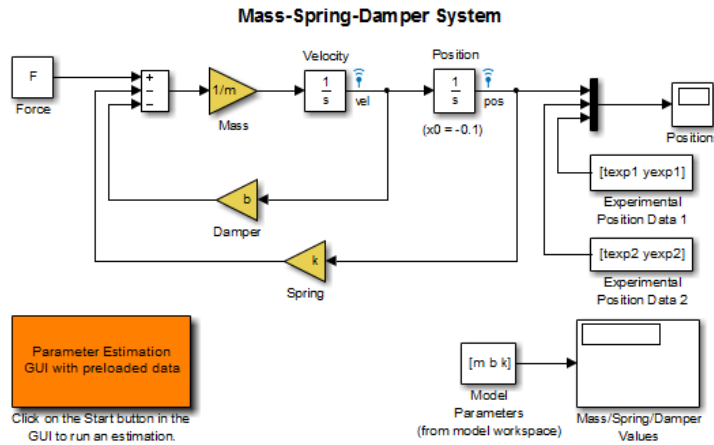 Mass-Spring-Damper System
Velocity
Position
F
Force
+
−
−
1/m
Mass
1
s
vel
1
s
pos
(x0 = -0.1)
Position
b
Damper
k
Spring
[texp1 yexp1]
Experimental
Position Data 1
[texp2 yexp2]
Experimental
Position Data 2
Parameter Estimation
GUI with preloaded data
Click on the Start button in the
GUI to run an estimation.
[m b k]
Model
Parameters
(from model workspace)
Mass/Spring/Damper
Values